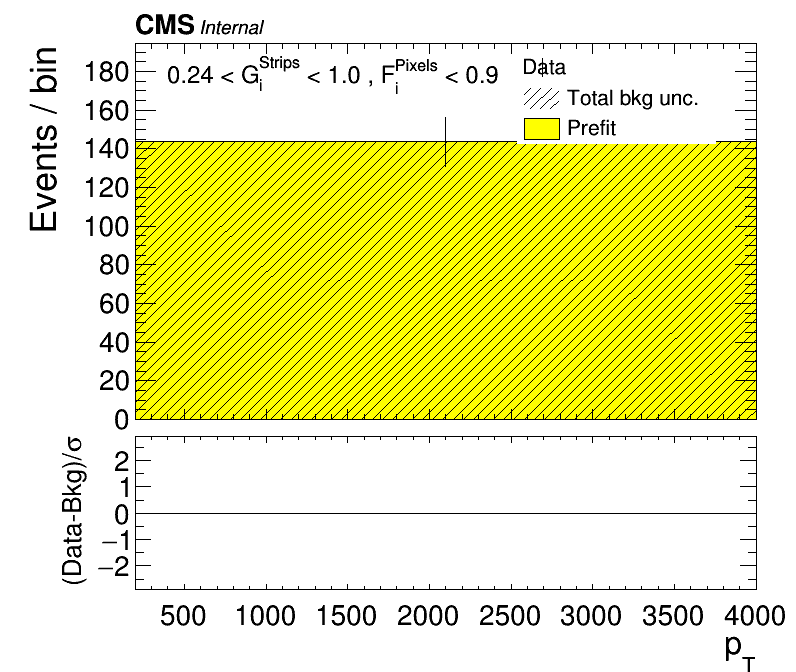 CMS Internal
0.24 < G_i^Strips < 1.0 , F_i^Pixels < 0.9
Data
Total bkg unc.
Prefit
Events / bin
180
160
140
120
100
80
60
40
20
0
(Data-Bkg)/σ
2
1
0
−1
−2
500 1000 1500 2000 2500 3000 3500 4000
p_T